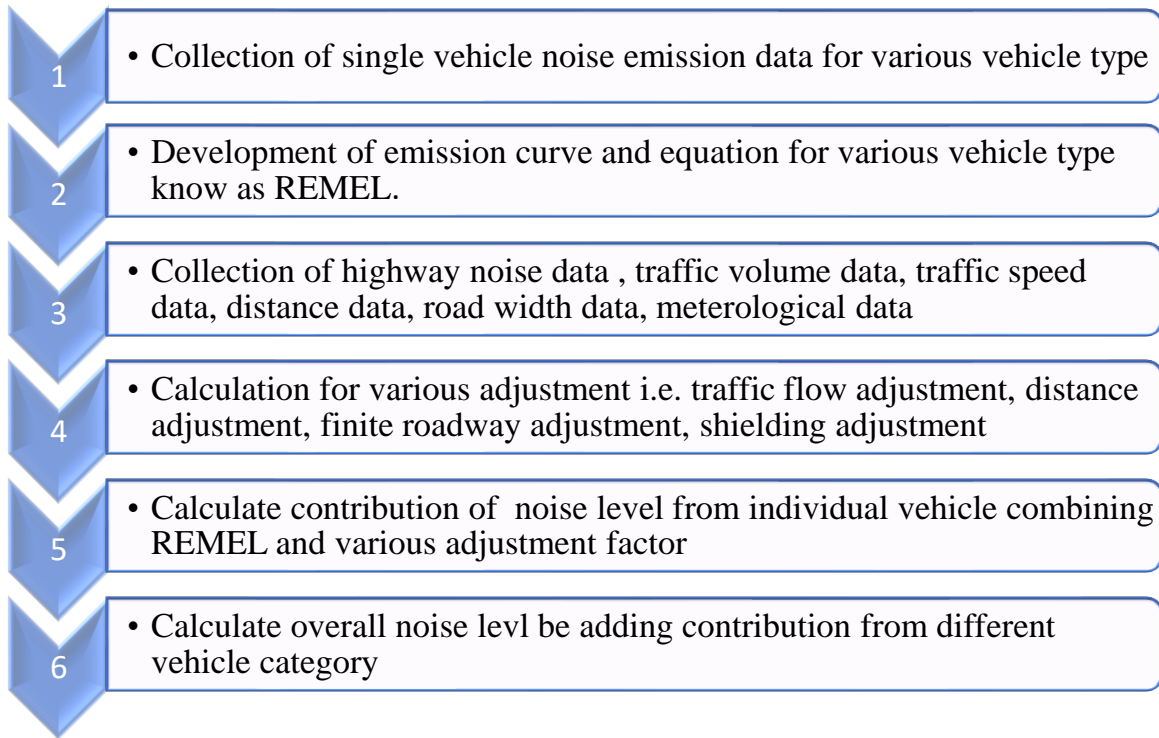 1
• Collection of single vehicle noise emission data for various vehicle type
2
• Development of emission curve and equation for various vehicle type
know as REMEL.
3
• Collection of highway noise data , traffic volume data, traffic speed
data, distance data, road width data, meterological data
4
• Calculation for various adjustment i.e. traffic flow adjustment, distance
adjustment, finite roadway adjustment, shielding adjustment
5
• Calculate contribution of  noise level from individual vehicle combining
REMEL and various adjustment factor
6
• Calculate overall noise levl be adding contribution from different
vehicle category